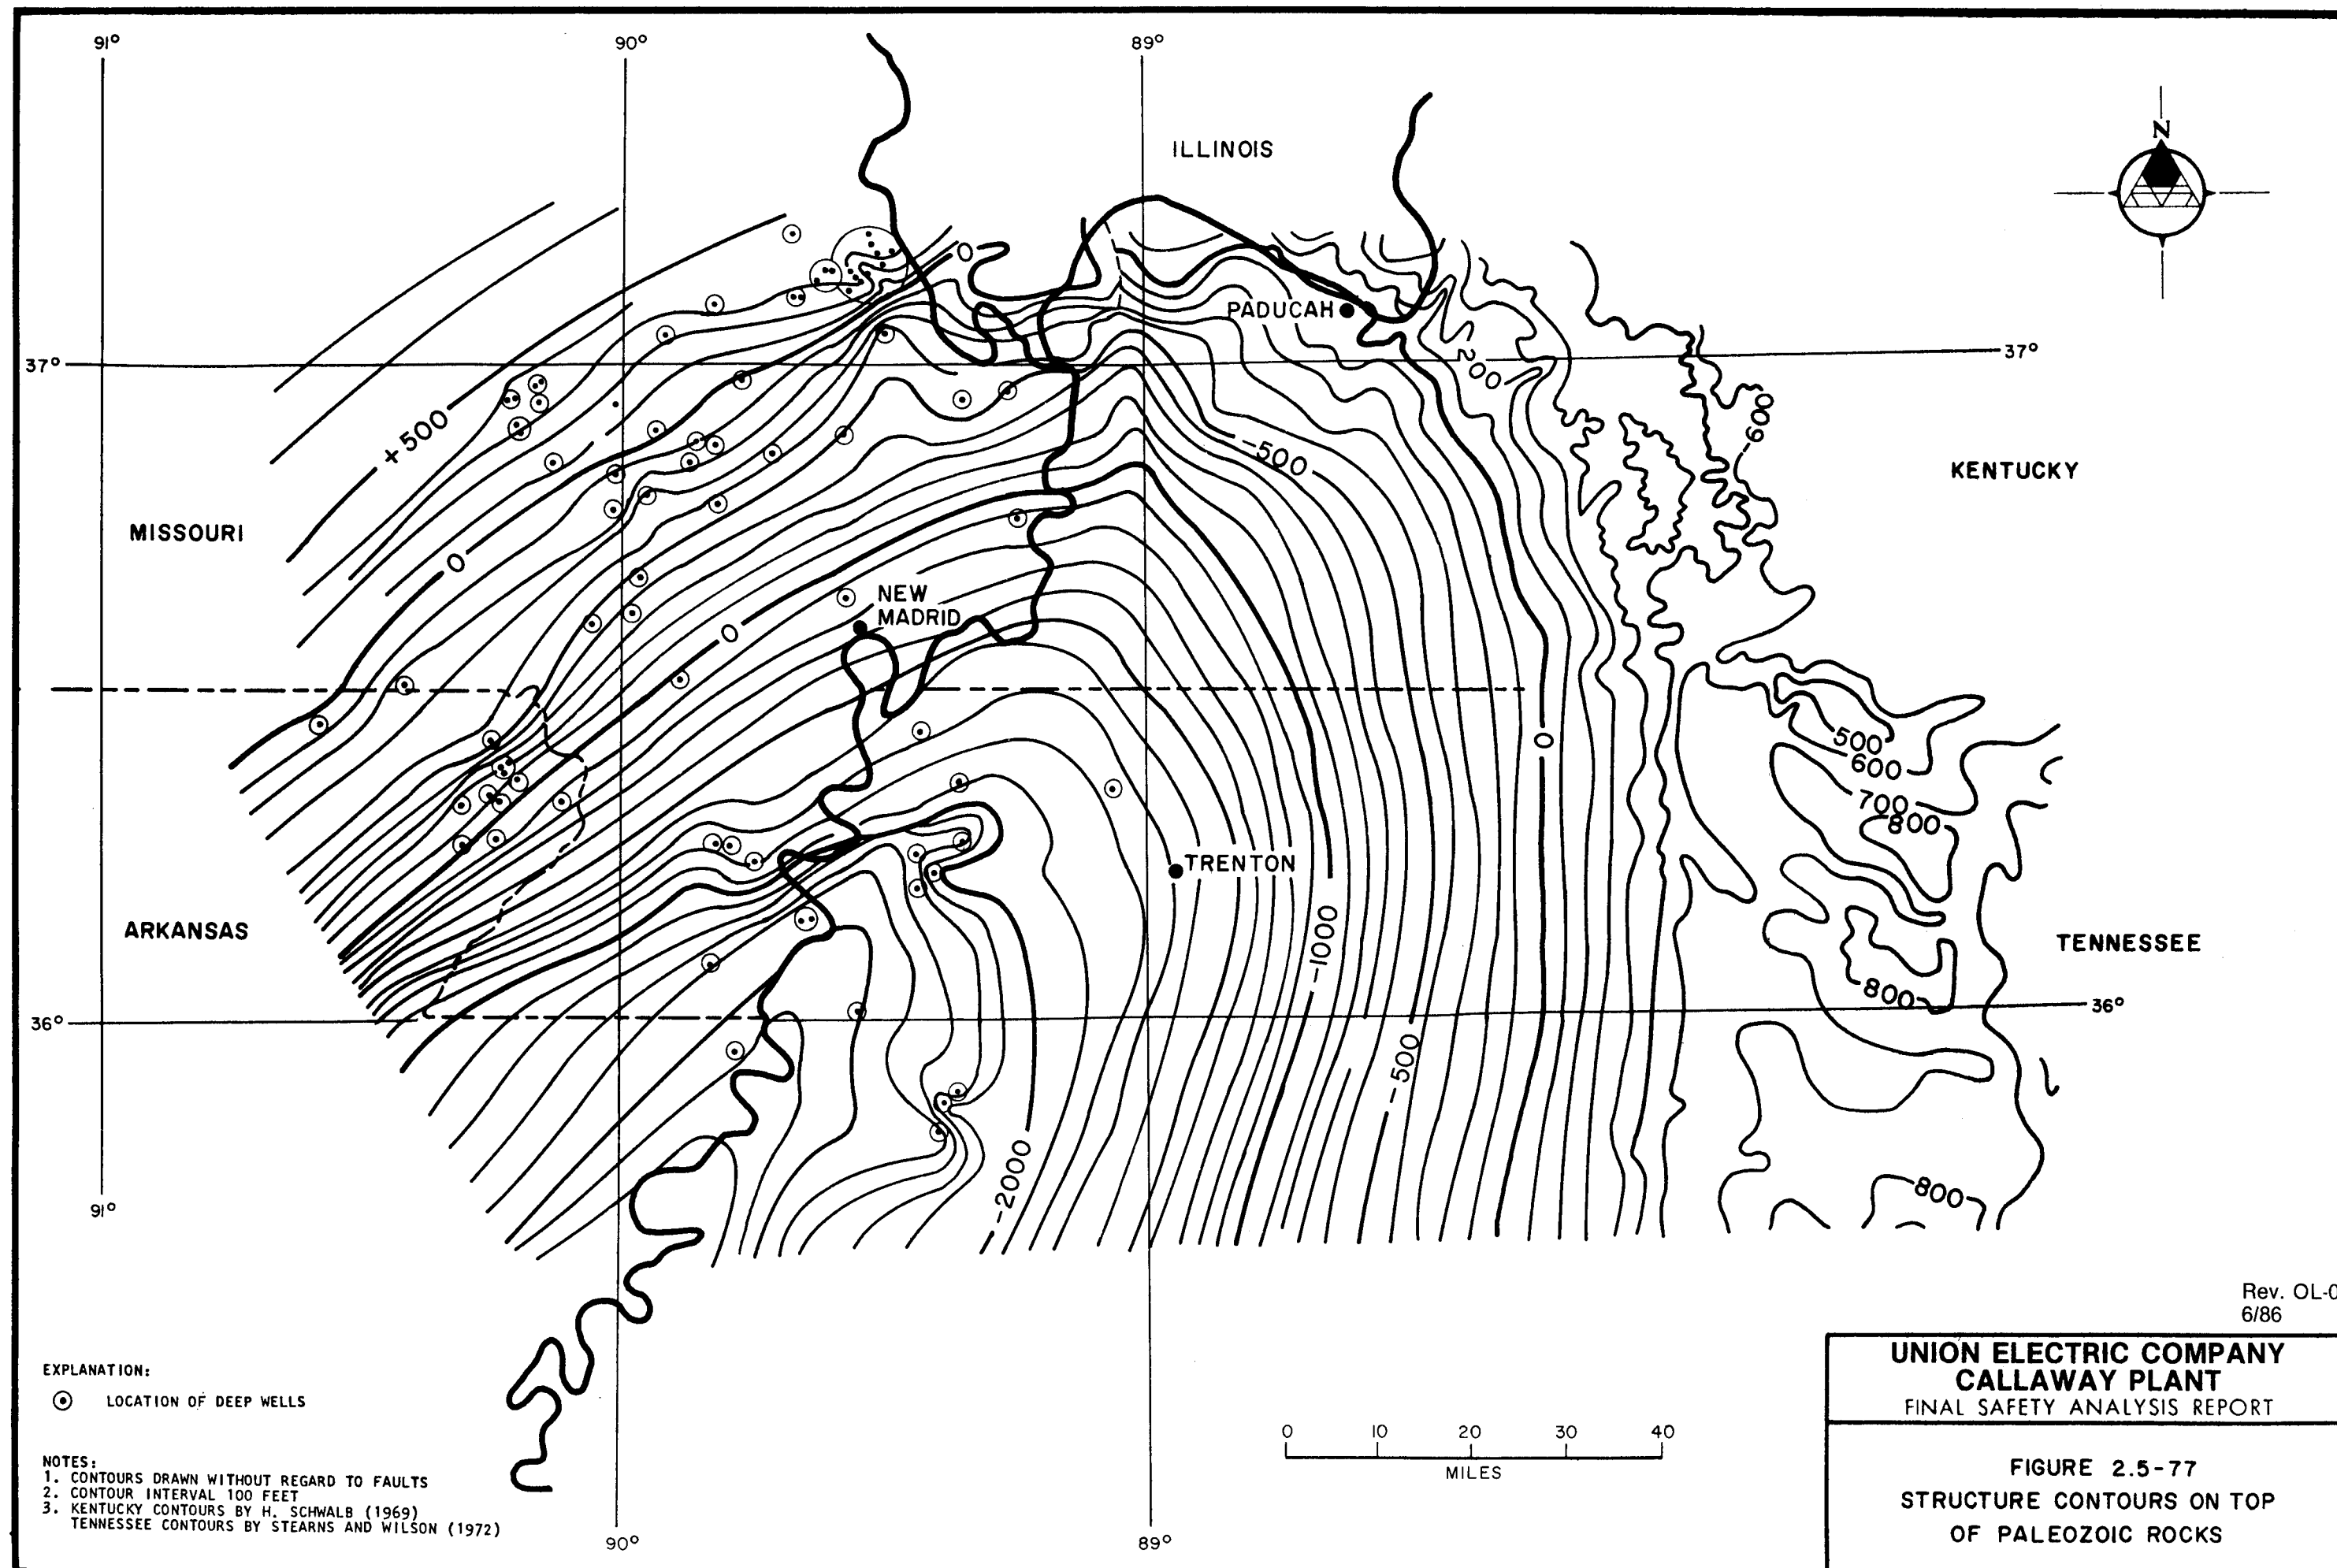 91°
90°
89°
ILLINOIS
N
0
PADUCAH
37°
37°
200
-600
+500
-500
KENTUCKY
MISSOURI
0
NEW
MADRID
0
0
500
600
700
800
TRENTON
ARKANSAS
-1000
TENNESSEE
800
36°
36°
-500
-2000
800
91°
Rev. OL-0
6/86
EXPLANATION:
LOCATION OF DEEP WELLS
NOTES:
1. CONTOURS DRAWN WITHOUT REGARD TO FAULTS
2. CONTOUR INTERVAL 100 FEET
3. KENTUCKY CONTOURS BY H. SCHWALB (1969)
TENNESSEE CONTOURS BY STEARNS AND WILSON (1972)
90°
89°
0 10 20 30 40
MILES
UNION ELECTRIC COMPANY
CALLAWAY PLANT
FINAL SAFETY ANALYSIS REPORT
FIGURE 2.5-77
STRUCTURE CONTOURS ON TOP
OF PALEOZOIC ROCKS